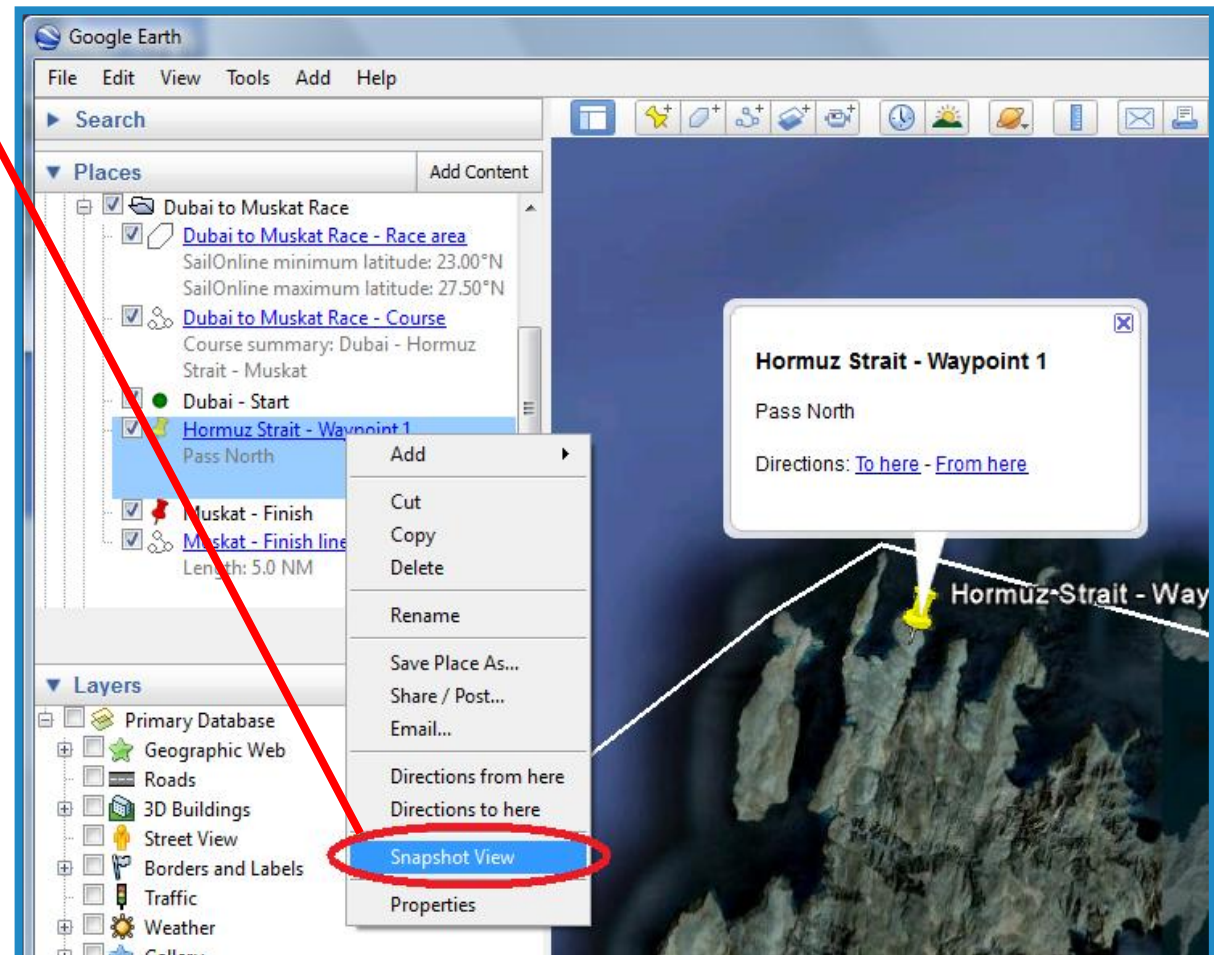 Google Earth
File Edit View Tools Add Help
Search
Places Add Content
Dubai to Muskat Race
Dubai to Muskat Race - Race area
SailOnline minimum latitude: 23.00°N
SailOnline maximum latitude: 27.50°N
Dubai to Muskat Race - Course
Course summary: Dubai - Hormuz
Strait - Muskat
Dubai - Start
Hormuz Strait - Waypoint 1
Pass North
Muskat - Finish
Muskat - Finish line
Length: 5.0 NM
Add
Cut
Copy
Delete
Rename
Save Place As...
Share / Post...
Email...
Directions from here
Directions to here
Snapshot View
Properties
Layers
Primary Database
Geographic Web
Roads
3D Buildings
Street View
Borders and Labels
Traffic
Weather
Hormuz Strait - Waypoint 1
Pass North
Directions: To here - From here
Hormuz Strait - Way